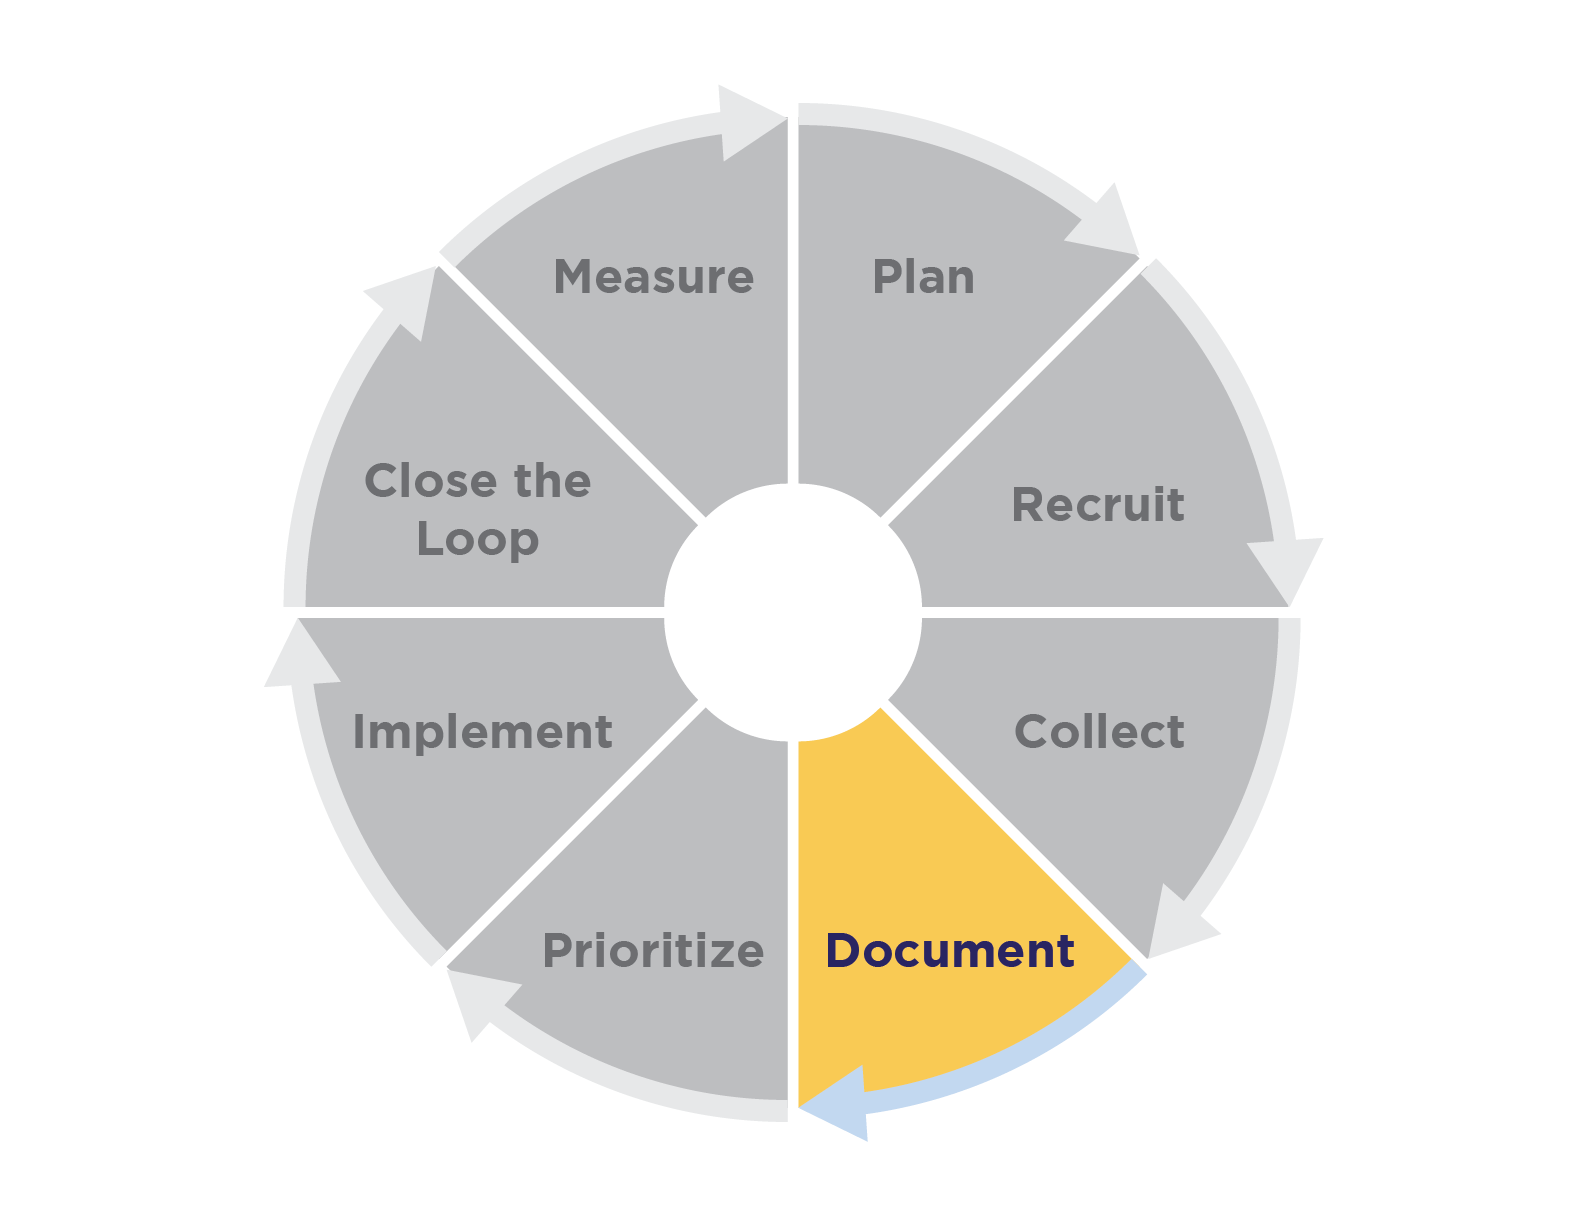 Measure
Plan
Close the
Loop
Recruit
Implement
Collect
Prioritize
Document